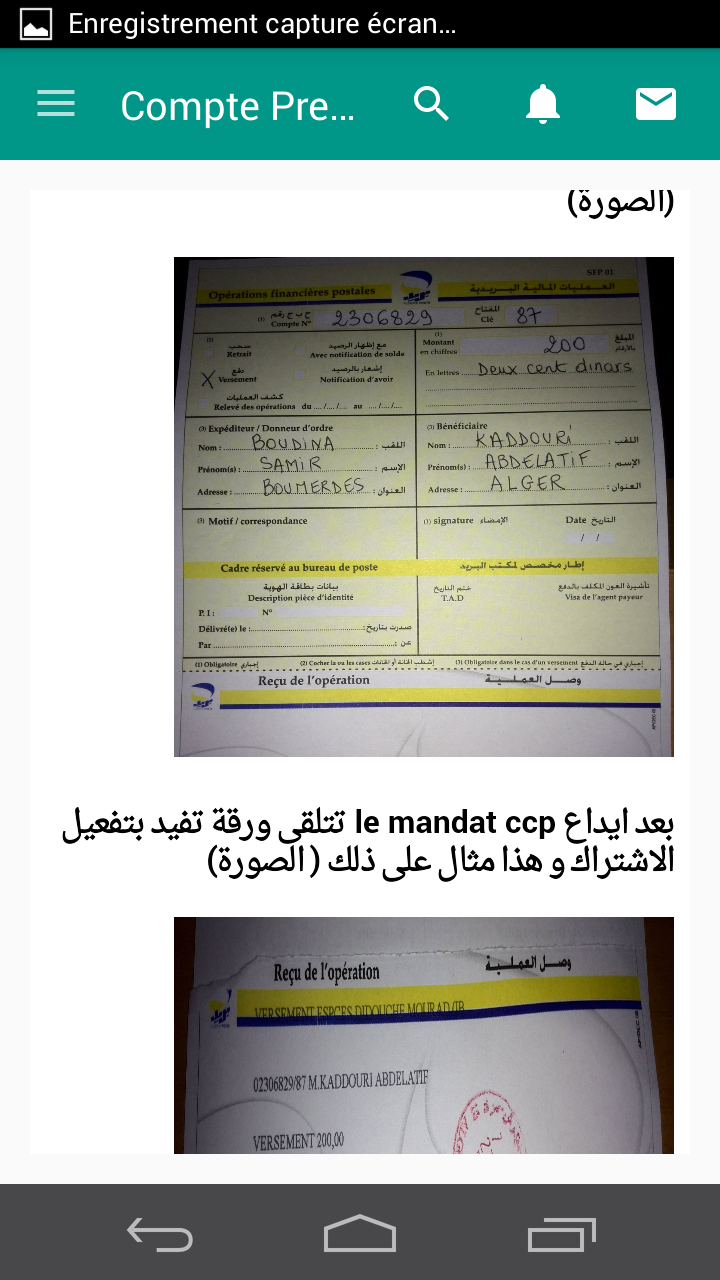 Enregistrement capture écran...
Compte Pre...
(الصورة)
SFP 01
Opérations financières postales
العمليات المالية البريدية
ح ب ج رقم
(1) Compte N° 2306829
المفتاح
Clé 87
(2)
سحب
Retrait
مع إظهار الرصيد
Avec notification de solde
X دفع
Versement
إشعار بالرصيد
Notification d'avoir
كشف العمليات
Relevé des opérations du .../.../... au .../.../...
(1)
Montant
en chiffres 200
المبلغ
بالأرقام
En lettres Deux cent dinars
(3) Expéditeur / Donneur d'ordre
Nom : BOUDINA اللقب :
Prénom(s) : SAMIR الإسم :
Adresse : BOUMERDES العنوان :
(3) Bénéficiaire
Nom : KADDOURI اللقب :
Prénom(s) : ABDELATIF الإسم :
Adresse : ALGER العنوان :
(3) Motif / correspondance
(1) signature الإمضاء
Date التاريخ
/ /
Cadre réservé au bureau de poste
إطار مخصص لمكتب البريد
بيانات بطاقة الهوية
Description pièce d'identité
P. I : N°
Délivré(e) le : صدرت بتاريخ :
Par عن :
ختم التاريخ
T.A.D
تأشيرة العون المكلف بالدفع
Visa de l'agent payeur
(1) Obligatoire إجباري
(2) Cocher la ou les cases أشطب الخانة أو الخانات
(3) Obligatoire dans le cas d'un versement إجباري في حالة الدفع
Reçu de l'opération
وصل العملية
بعد ايداع le mandat ccp تتلقى ورقة تفيد بتفعيل
الاشتراك و هذا مثال على ذلك ( الصورة)
Reçu de l'opération
وصل العملية
VERSEMENT ESPCES DIDOUCHE MOURAD (IB
02306829/87 M.KADDOURI ABDELATIF
VERSEMENT 200,00